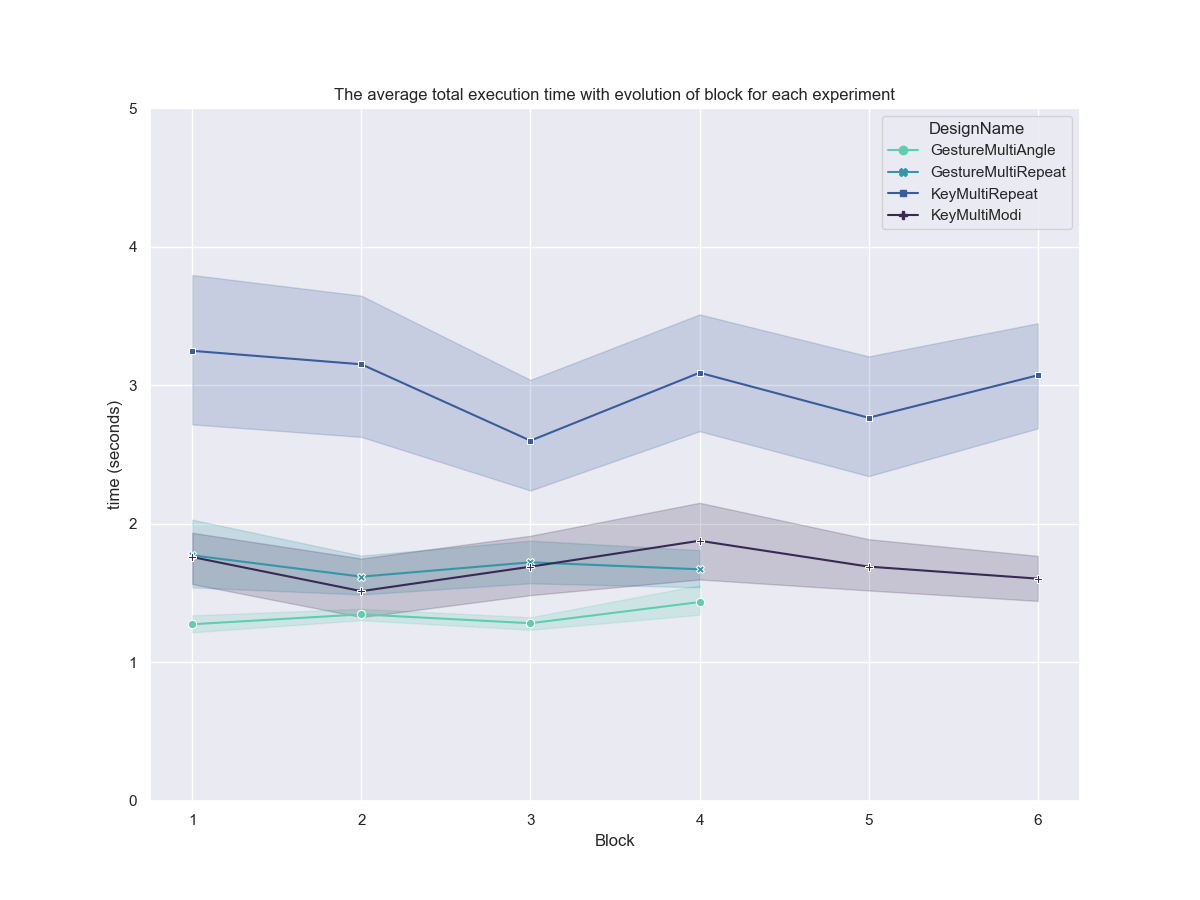 The average total execution time with evolution of block for each experiment
DesignName
GestureMultiAngle
GestureMultiRepeat
KeyMultiRepeat
KeyMultiModi
5
4
3
2
1
0
time (seconds)
1 2 3 4 5 6
Block